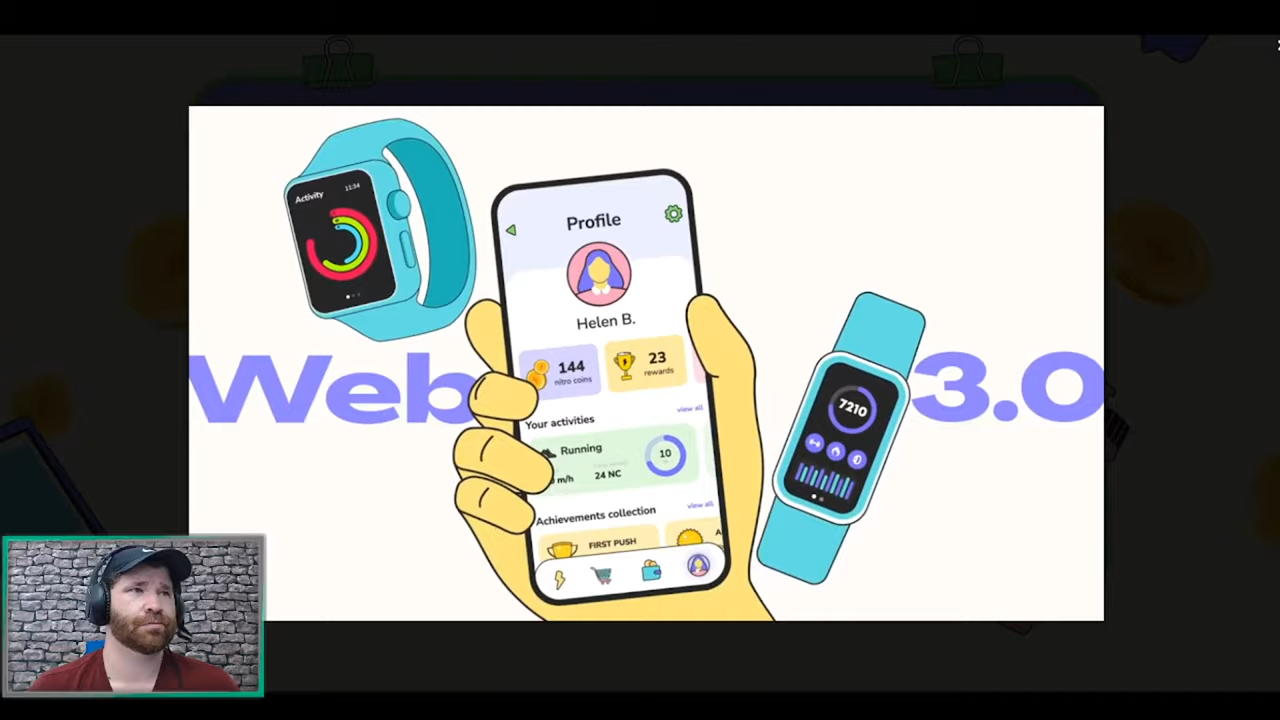 Activity 11:34
Profile
Helen B.
144
nitro coins
23
rewards
Web 3.0
7210
Your activities view all
Running
10
m/h 24 NC
Achievements collection view all
FIRST PUSH